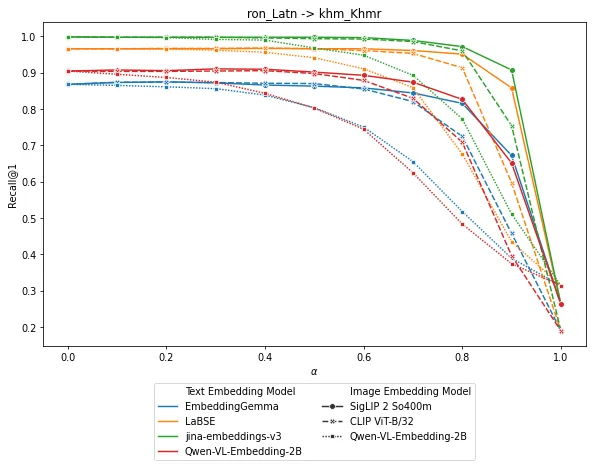 ron_Latn -> khm_Khmr
Recall@1
1.0
0.9
0.8
0.7
0.6
0.5
0.4
0.3
0.2
0.0
0.2
0.4
0.6
0.8
1.0
α
Text Embedding Model
EmbeddingGemma
LaBSE
jina-embeddings-v3
Qwen-VL-Embedding-2B
Image Embedding Model
SigLIP 2 So400m
CLIP ViT-B/32
Qwen-VL-Embedding-2B